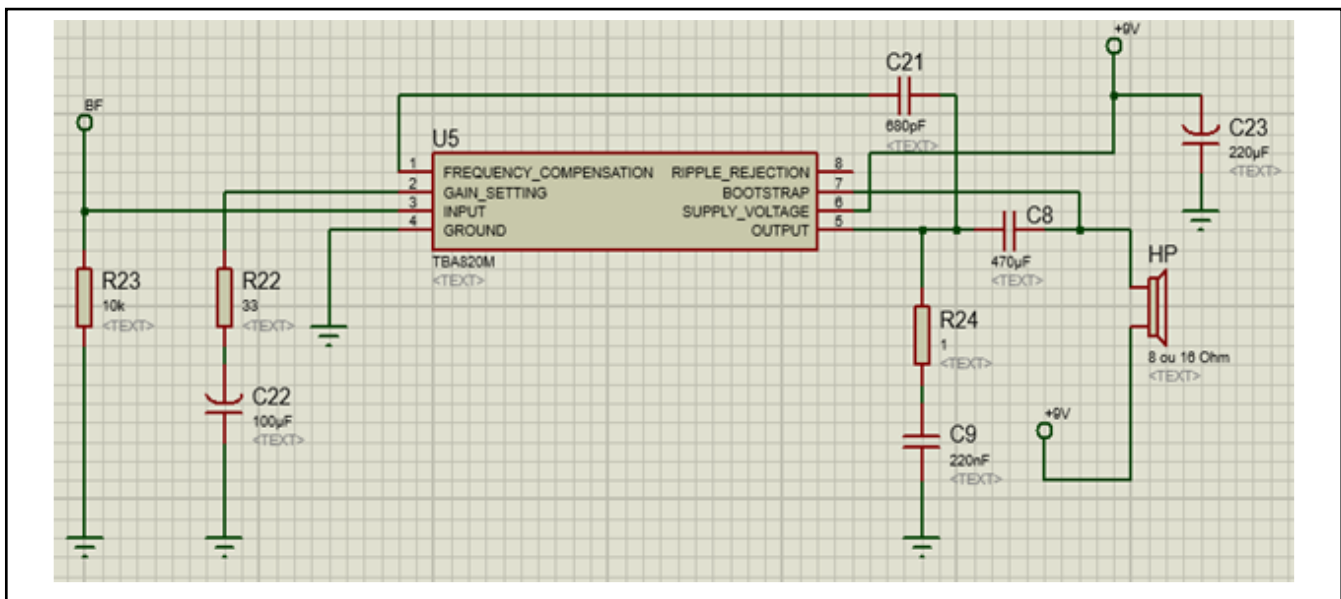 +9V
C21
BF
680pF
<TEXT>
C23
220µF
<TEXT>
U5
1
FREQUENCY_COMPENSATION
RIPPLE_REJECTION
8
2
GAIN_SETTING
BOOTSTRAP
7
3
INPUT
SUPPLY_VOLTAGE
6
4
GROUND
OUTPUT
5
C8
TBA820M
<TEXT>
470µF
<TEXT>
HP
R23
10k
<TEXT>
R22
33
<TEXT>
R24
1
<TEXT>
8 ou 16 Ohm
<TEXT>
C22
100µF
<TEXT>
+9V
C9
220nF
<TEXT>